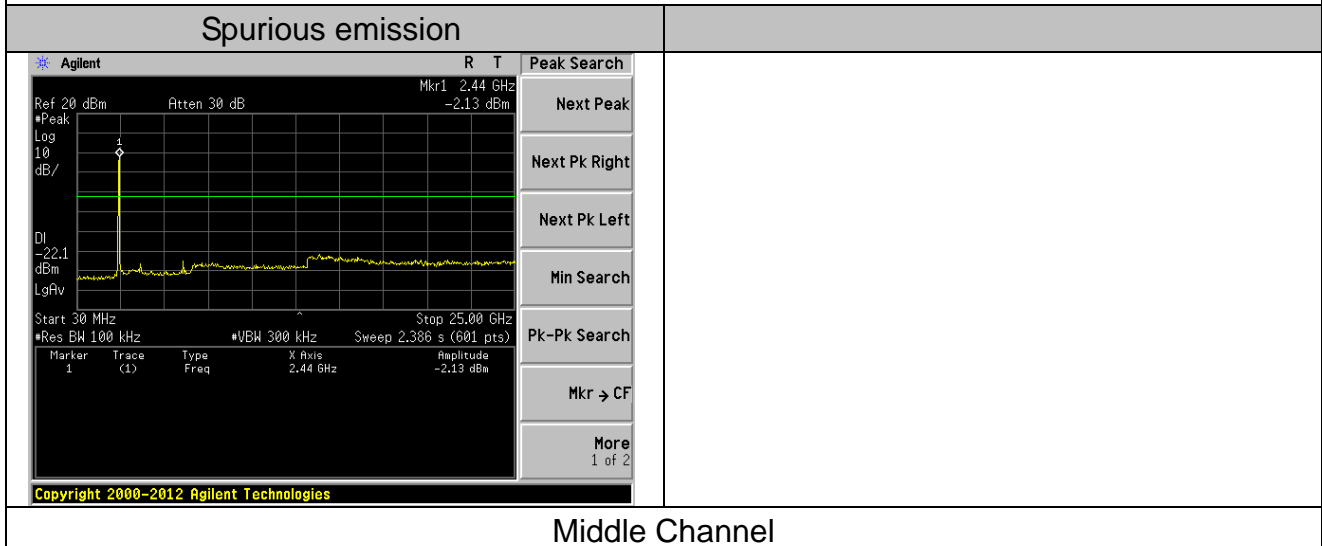 Spurious emission
Agilent R T Peak Search
Mkr1 2.44 GHz
Ref 20 dBm Atten 30 dB -2.13 dBm
#Peak
Log
10
dB/
1
DI
-22.1
dBm
LgAv
Start 30 MHz ^ Stop 25.00 GHz
#Res BW 100 kHz #VBW 300 kHz Sweep 2.386 s (601 pts)
Marker Trace Type X Axis Amplitude
1 (1) Freq 2.44 GHz -2.13 dBm
Next Peak
Next Pk Right
Next Pk Left
Min Search
Pk-Pk Search
Mkr → CF
More
1 of 2
Copyright 2000-2012 Agilent Technologies
Middle Channel